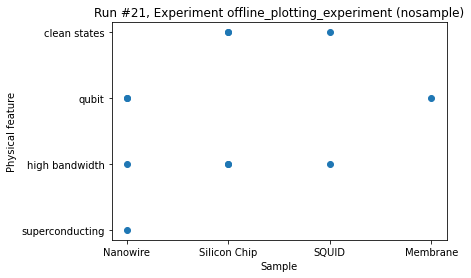 Run #21, Experiment offline_plotting_experiment (nosample)
clean states
qubit
high bandwidth
superconducting
Physical feature
Nanowire Silicon Chip SQUID Membrane
Sample